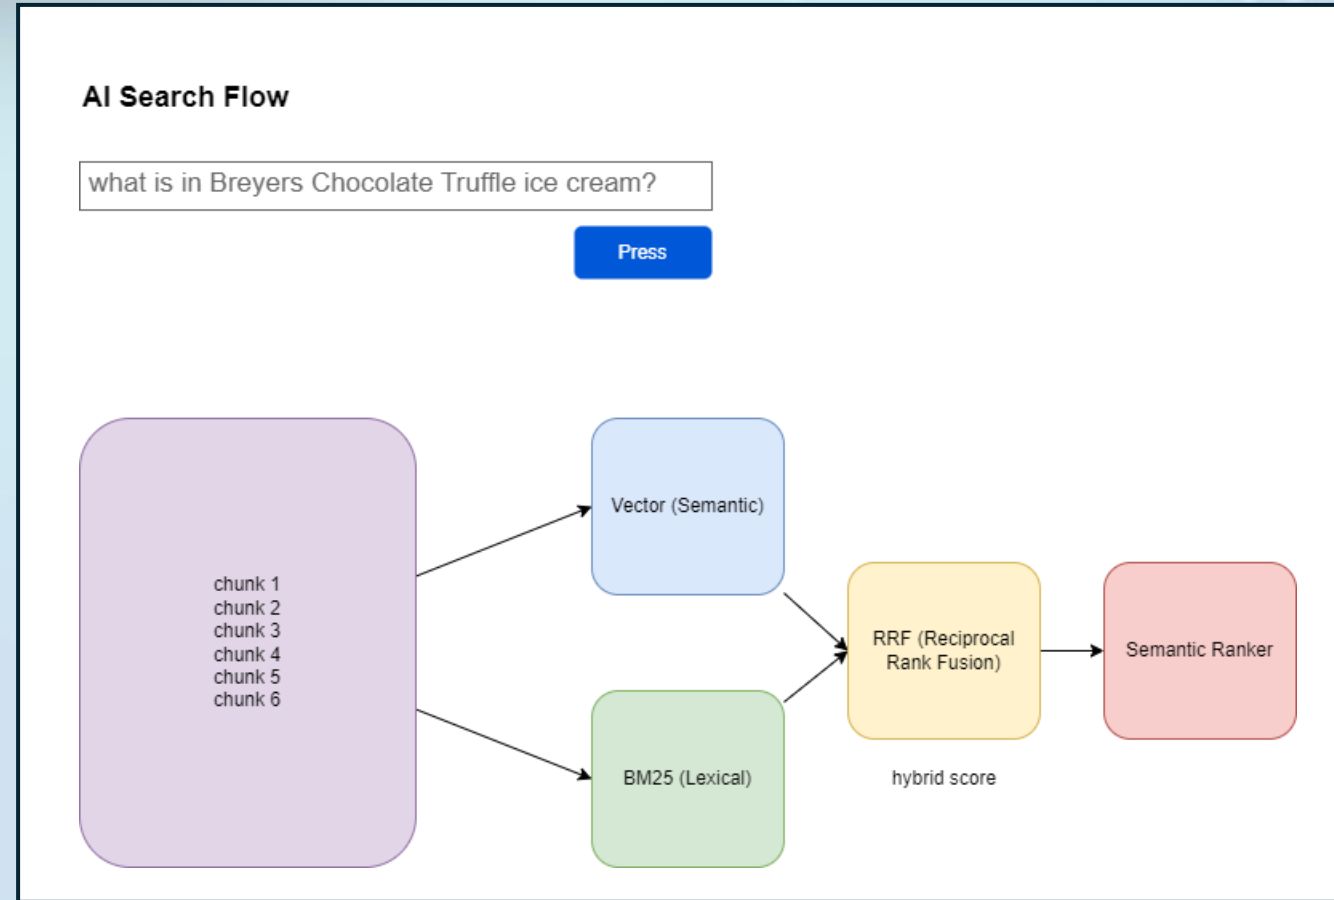 AI Search Flow
what is in Breyers Chocolate Truffle ice cream?
Press
chunk 1
chunk 2
chunk 3
chunk 4
chunk 5
chunk 6
Vector (Semantic)
BM25 (Lexical)
RRF (Reciprocal
Rank Fusion)
hybrid score
Semantic Ranker